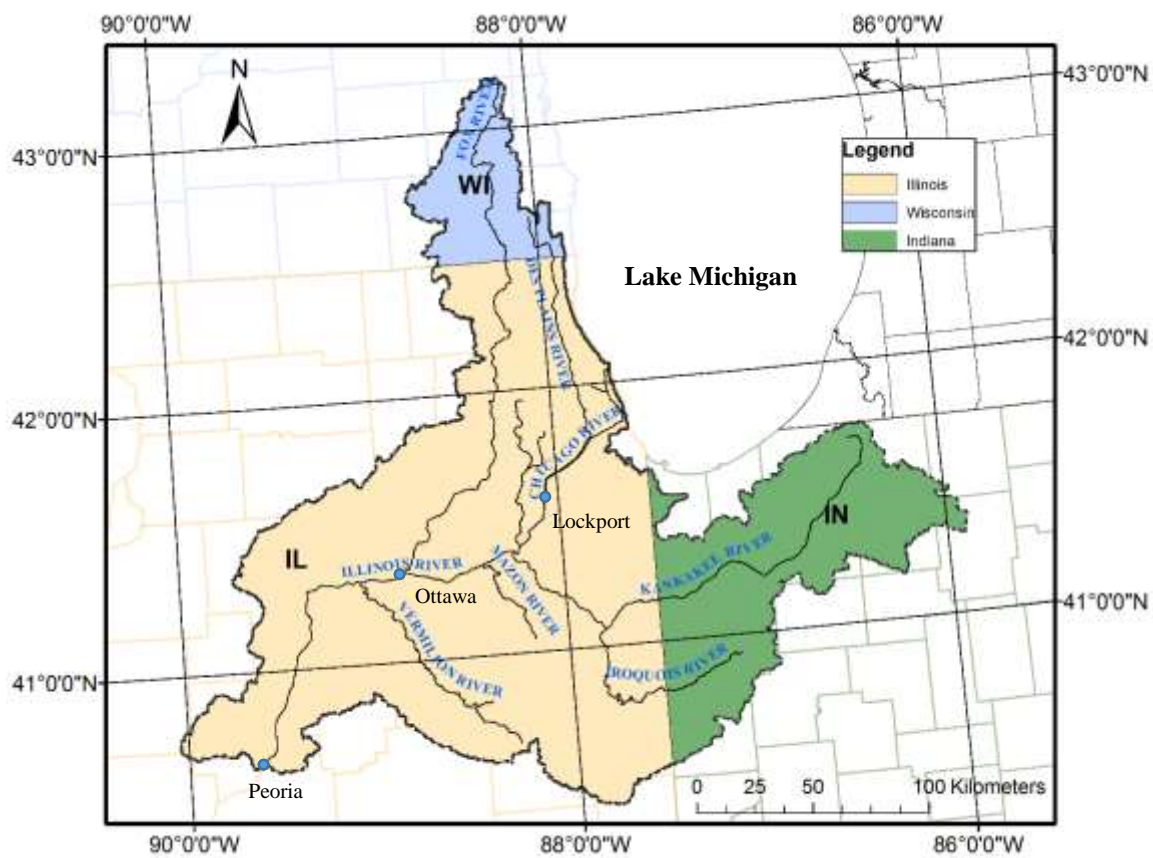 90°0'0"W
88°0'0"W
86°0'0"W
N
43°0'0"N
43°0'0"N
FOX RIVER
WI
Legend
Illinois
Wisconsin
Indiana
DES PLAINS RIVER
Lake Michigan
42°0'0"N
42°0'0"N
CHICAGO RIVER
Lockport
IN
IL
ILLINOIS RIVER
MAZON RIVER
KANKAKEE RIVER
Ottawa
41°0'0"N
VERMILION RIVER
IROQUOIS RIVER
41°0'0"N
Peoria
0 25 50 100 Kilometers
90°0'0"W
88°0'0"W
86°0'0"W